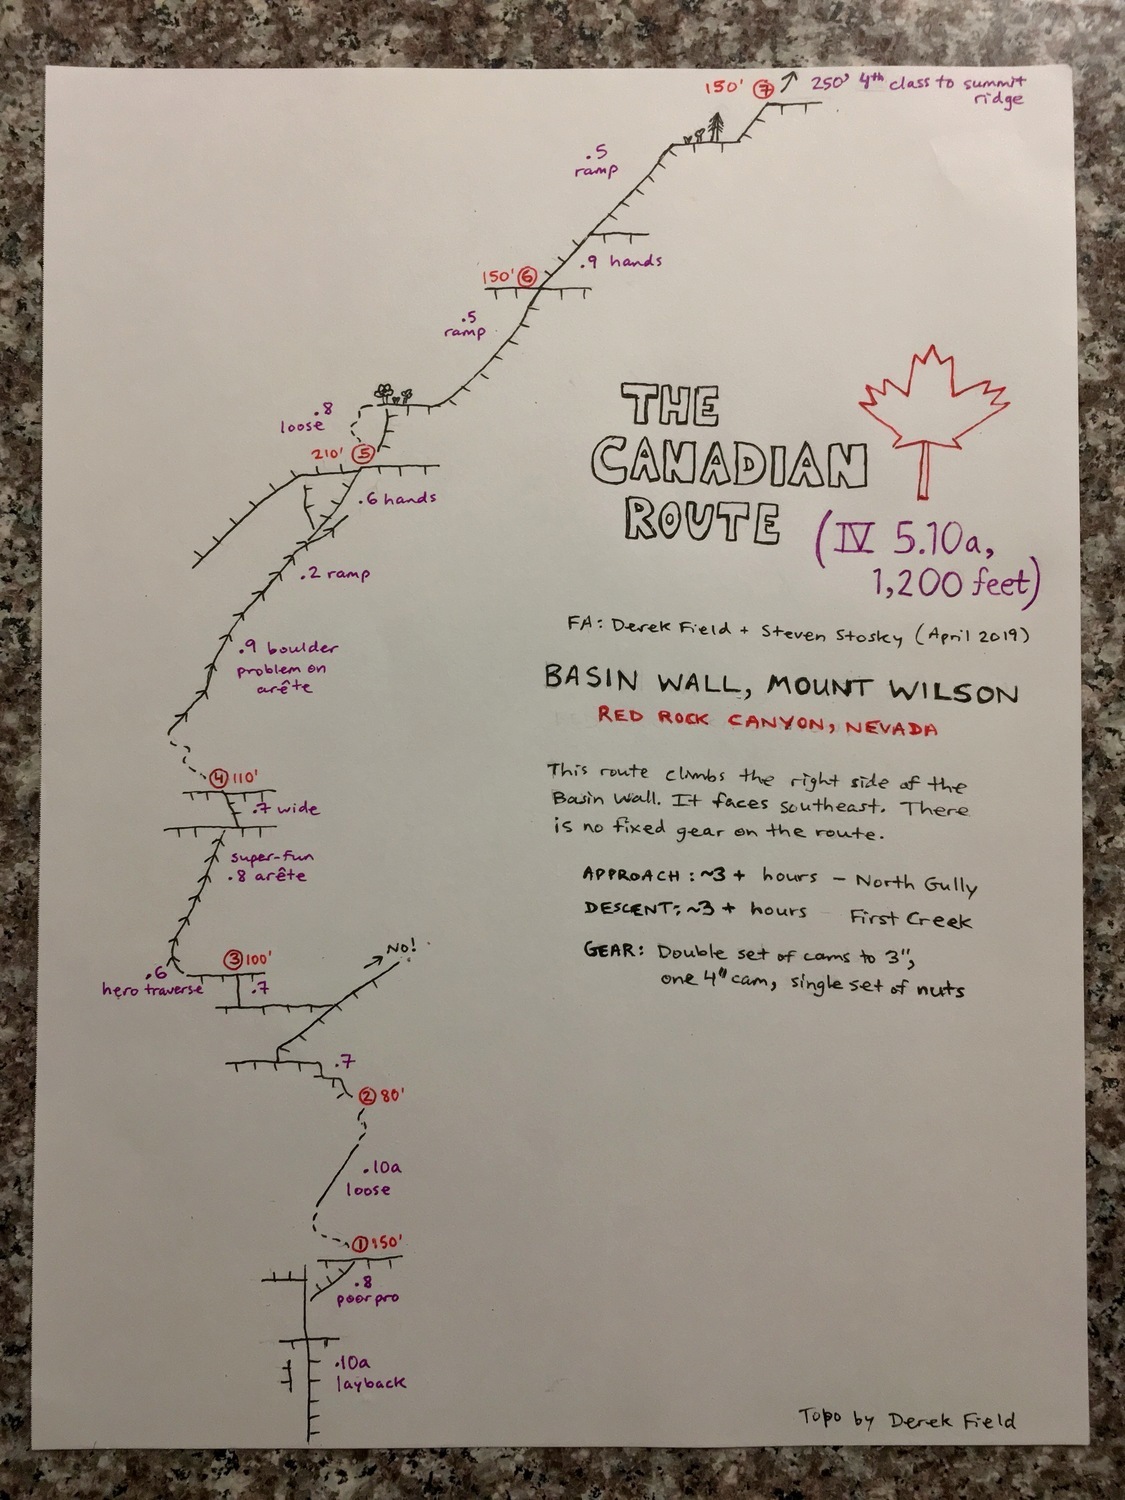 150' 7 250' 4th class to summit
ridge
.5
ramp
.9 hands
150' 6
.5
ramp
.8
loose
210' 5
.6 hands
.2 ramp
.9 boulder
problem on
arête
4 110'
.7 wide
super-fun
.8 arête
NO!
3 100'
.6
hero traverse
.7
.7
2 80'
.10a
loose
1 150'
.8
poor pro
.10a
layback
THE
CANADIAN
ROUTE
(IV 5.10a,
1,200 feet)
FA: Derek Field + Steven Stosky (April 2019)
BASIN WALL, MOUNT WILSON
RED ROCK CANYON, NEVADA
This route climbs the right side of the
Basin Wall. It faces southeast. There
is no fixed gear on the route.
APPROACH: ~3+ hours – North Gully
DESCENT: ~3+ hours First Creek
GEAR: Double set of cams to 3",
one 4" cam, single set of nuts
Topo by Derek Field